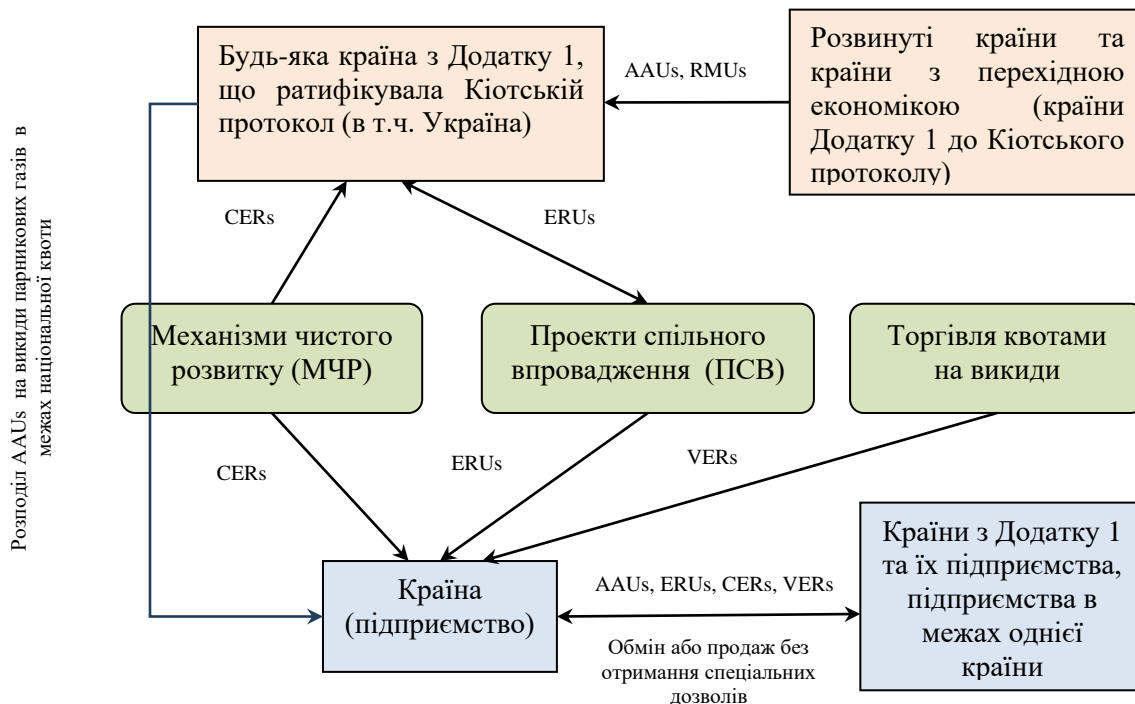 Будь-яка країна з Додатку 1,
що ратифікувала Кіотській
протокол (в т.ч. Україна)
AAUs, RMUs
Розвинуті країни та
країни з перехідною
економікою (країни
Додатку 1 до Кіотського
протоколу)
Розподіл AAUs на викиди парникових газів в
межах національної квоти
CERs
ERUs
Механізми чистого
розвитку (МЧР)
Проекти спільного
впровадження (ПСВ)
Торгівля квотами
на викиди
CERs
ERUs
VERs
Країна
(підприємство)
AAUs, ERUs, CERs, VERs
Обмін або продаж без
отримання спеціальних
дозволів
Країни з Додатку 1
та їх підприємства,
підприємства в
межах однієї
країни